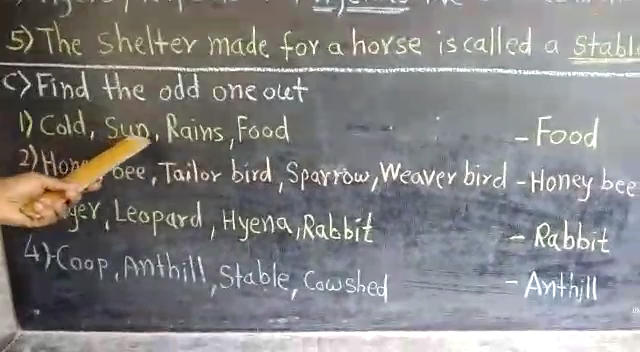 5) The shelter made for a horse is called a Stable
C) Find the odd one out
1) Cold, Sun, Rains, Food - Food
2) Honey bee, Tailor bird, Sparrow, Weaver bird - Honey bee
Leopard, Hyena, Rabbit - Rabbit
4) Coop, Anthill, Stable, Cowshed - Anthill